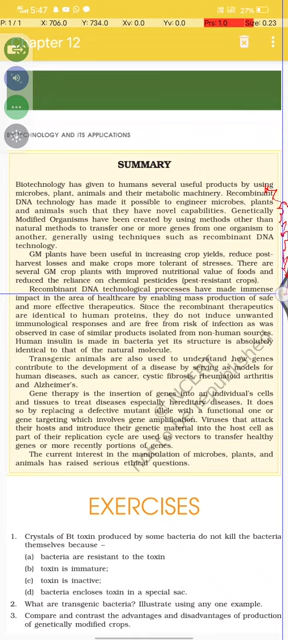 5:47
27%
P: 1 / 1 X: 706.0 Y: 734.0 Xv: 0.0 Yv: 0.0 Prs: 1.0 Size: 0.23
hapter 12
TECHNOLOGY AND ITS APPLICATIONS
SUMMARY
Biotechnology has given to humans several useful products by using
microbes, plant, animals and their metabolic machinery. Recombinant
DNA technology has made it possible to engineer microbes, plants
and animals such that they have novel capabilities. Genetically
Modified Organisms have been created by using methods other than
natural methods to transfer one or more genes from one organism to
another, generally using techniques such as recombinant DNA
technology.
GM plants have been useful in increasing crop yields, reduce post-
harvest losses and make crops more tolerant of stresses. There are
several GM crop plants with improved nutritional value of foods and
reduced the reliance on chemical pesticides (pest-resistant crops).
Recombinant DNA technological processes have made immense
impact in the area of healthcare by enabling mass production of safe
and more effective therapeutics. Since the recombinant therapeutics
are identical to human proteins, they do not induce unwanted
immunological responses and are free from risk of infection as was
observed in case of similar products isolated from non-human sources.
Human insulin is made in bacteria yet its structure is absolutely
identical to that of the natural molecule.
Transgenic animals are also used to understand how genes
contribute to the development of a disease by serving as models for
human diseases, such as cancer, cystic fibrosis, rheumatoid arthritis
and Alzheimer's.
Gene therapy is the insertion of genes into an individual's cells
and tissues to treat diseases especially hereditary diseases. It does
so by replacing a defective mutant allele with a functional one or
gene targeting which involves gene amplification. Viruses that attack
their hosts and introduce their genetic material into the host cell as
part of their replication cycle are used as vectors to transfer healthy
genes or more recently portions of genes.
The current interest in the manipulation of microbes, plants, and
animals has raised serious ethical questions.
EXERCISES
1. Crystals of Bt toxin produced by some bacteria do not kill the bacteria
themselves because –
(a) bacteria are resistant to the toxin
(b) toxin is immature;
(c) toxin is inactive;
(d) bacteria encloses toxin in a special sac.
2. What are transgenic bacteria? Illustrate using any one example.
3. Compare and contrast the advantages and disadvantages of production
of genetically modified crops.